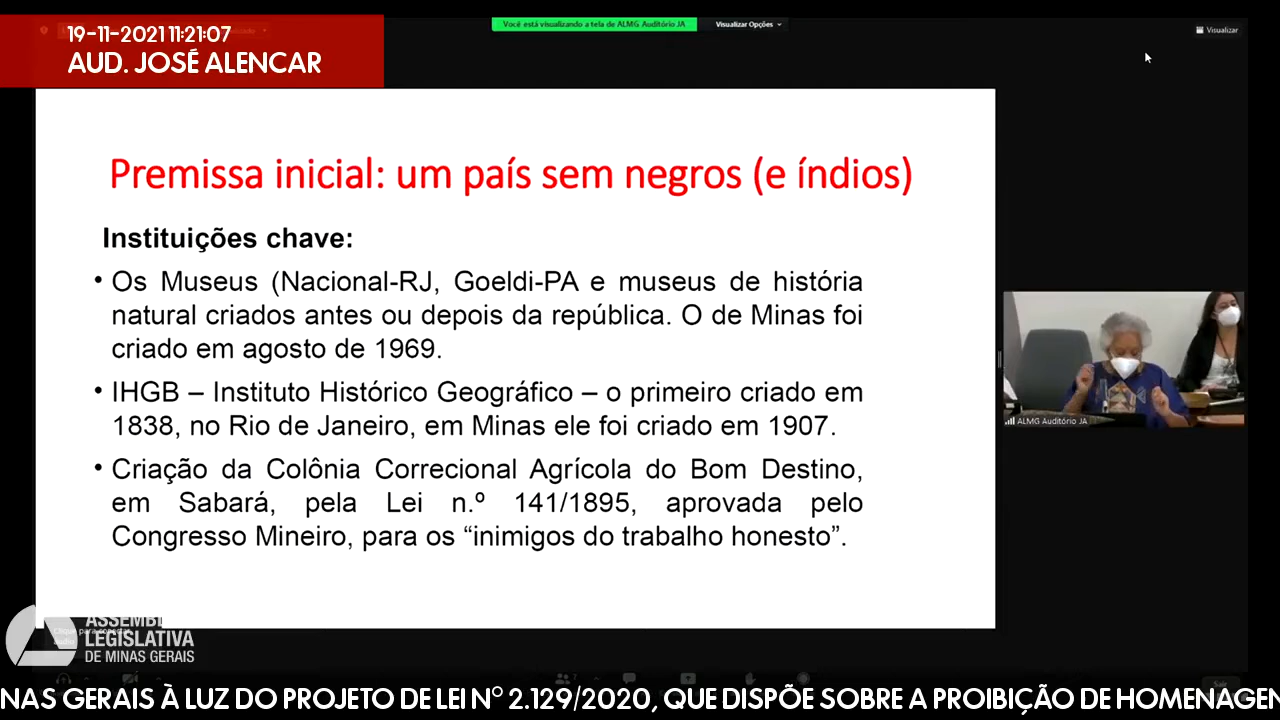 19-11-2021 11:21:07
AUD. JOSÉ ALENCAR
Você está visualizando a tela de ALMG Auditório JA
Visualizar Opções
Visualizar
Premissa inicial: um país sem negros (e índios)
Instituições chave:
• Os Museus (Nacional-RJ, Goeldi-PA e museus de história
natural criados antes ou depois da república. O de Minas foi
criado em agosto de 1969.
• IHGB – Instituto Histórico Geográfico – o primeiro criado em
1838, no Rio de Janeiro, em Minas ele foi criado em 1907.
• Criação da Colônia Correcional Agrícola do Bom Destino,
em Sabará, pela Lei n.º 141/1895, aprovada pelo
Congresso Mineiro, para os “inimigos do trabalho honesto”.
ALMG Auditório JA
ASSEMBL
LEGISLATIVA
DE MINAS GERAIS
Sair
NAS GERAIS À LUZ DO PROJETO DE LEI Nº 2.129/2020, QUE DISPÕE SOBRE A PROIBIÇÃO DE HOMENAGEN